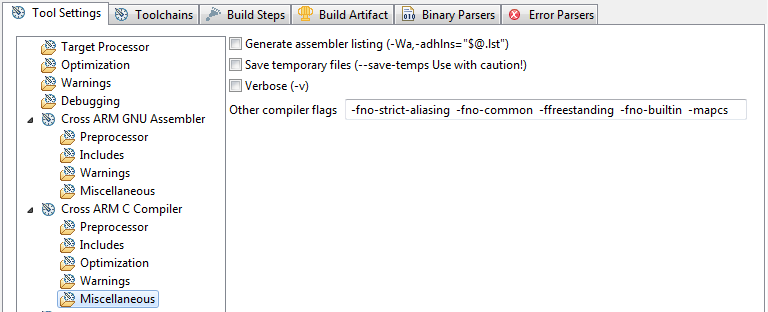 Tool Settings Toolchains Build Steps Build Artifact Binary Parsers Error Parsers
Target Processor
Optimization
Warnings
Debugging
Cross ARM GNU Assembler
Preprocessor
Includes
Warnings
Miscellaneous
Cross ARM C Compiler
Preprocessor
Includes
Optimization
Warnings
Miscellaneous
Generate assembler listing (-Wa,-adhlns="$@.lst")
Save temporary files (--save-temps Use with caution!)
Verbose (-v)
Other compiler flags -fno-strict-aliasing -fno-common -ffreestanding -fno-builtin -mapcs